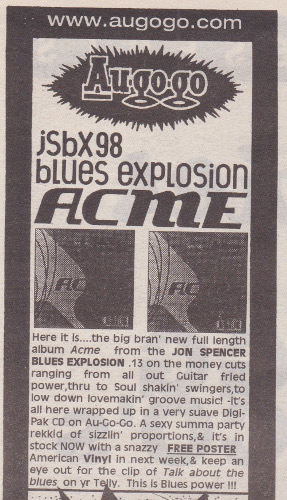 www.augogo.com
Augogo
jSbX98
blues explosion
ACME
AC
AC
Here it is....the big bran' new full length
album Acme from the JON SPENCER
BLUES EXPLOSION .13 on the money cuts
ranging from all out Guitar fried
power,thru to Soul shakin' swingers,to
low down lovemakin' groove music! -It's
all here wrapped up in a very suave Digi-
Pak CD on Au-Go-Go. A sexy summa party
rekkid of sizzlin' proportions,& it's in
stock NOW with a snazzy FREE POSTER
American Vinyl in next week,& keep an
eye out for the clip of Talk about the
blues on yr Telly. This is Blues power !!!